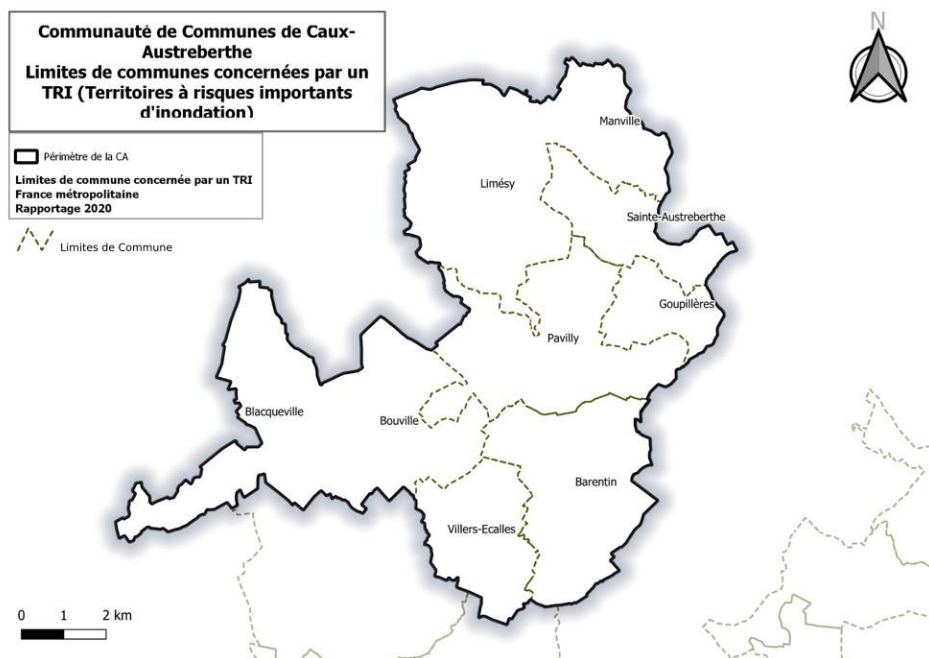 Communauté de Communes de Caux-
Austreberthe
Limites de communes concernées par un
TRI (Territoires à risques importants
d'inondation)
N
Périmètre de la CA
Limites de commune concernée par un TRI
France métropolitaine
Rapportage 2020
Limites de Commune
Manville
Limésy
Sainte-Austreberthe
Goupillères
Pavilly
Blacqueville
Bouville
Barentin
Villers-Ecalles
0 1 2 km